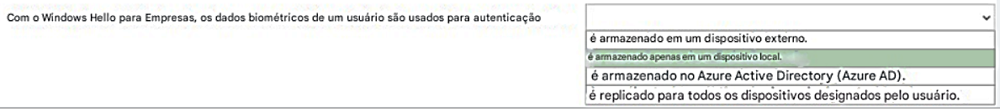 Com o Windows Hello para Empresas, os dados biométricos de um usuário são usados para autenticação
é armazenado em um dispositivo externo.
é armazenado apenas em um dispositivo local.
é armazenado no Azure Active Directory (Azure AD).
é replicado para todos os dispositivos designados pelo usuário.